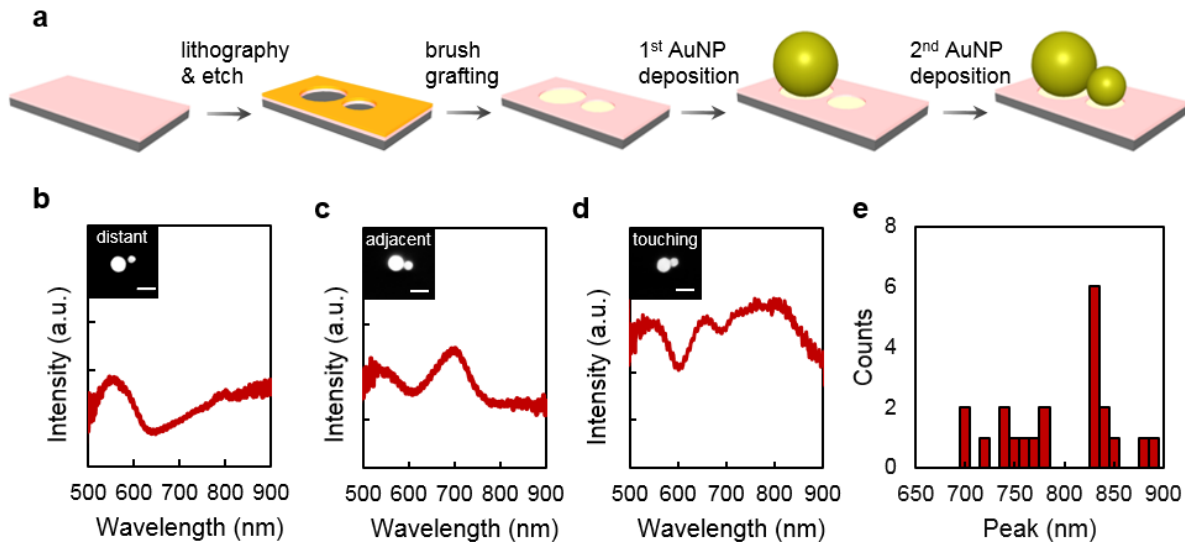 a
lithography
& etch
brush
grafting
1st AuNP
deposition
2nd AuNP
deposition
b
distant
Intensity (a.u.)
500 600 700 800 900
Wavelength (nm)
c
adjacent
Intensity (a.u.)
500 600 700 800 900
Wavelength (nm)
d
touching
Intensity (a.u.)
500 600 700 800 900
Wavelength (nm)
e
8
6
4
2
0
Counts
650 700 750 800 850 900
Peak (nm)